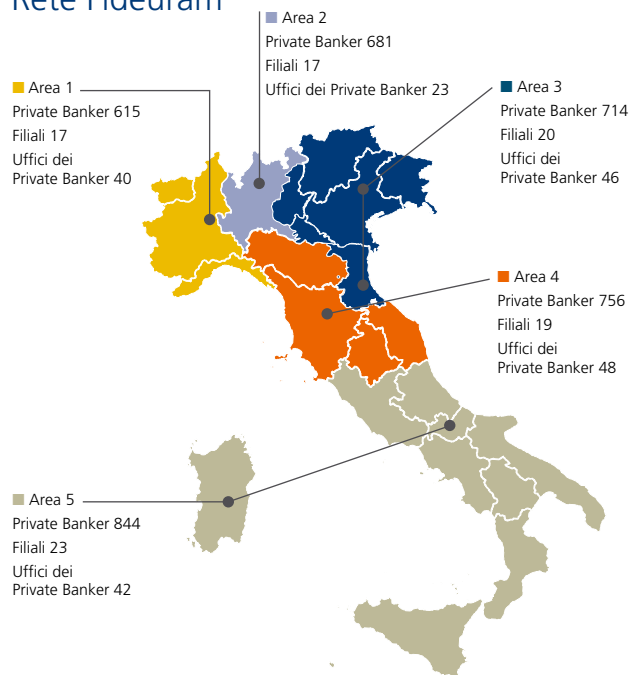 Rete Fideuram
Area 2
Private Banker 681
Filiali 17
Uffici dei Private Banker 23
Area 1
Private Banker 615
Filiali 17
Uffici dei
Private Banker 40
Area 3
Private Banker 714
Filiali 20
Uffici dei
Private Banker 46
Area 4
Private Banker 756
Filiali 19
Uffici dei
Private Banker 48
Area 5
Private Banker 844
Filiali 23
Uffici dei
Private Banker 42